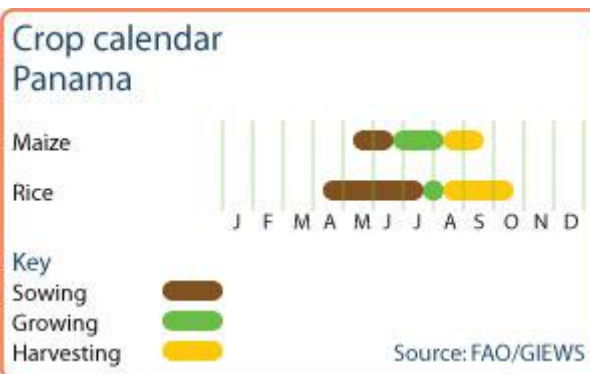 Crop calendar
Panama
Maize
Rice
J F M A M J J A S O N D
Key
Sowing
Growing
Harvesting
Source: FAO/GIEWS